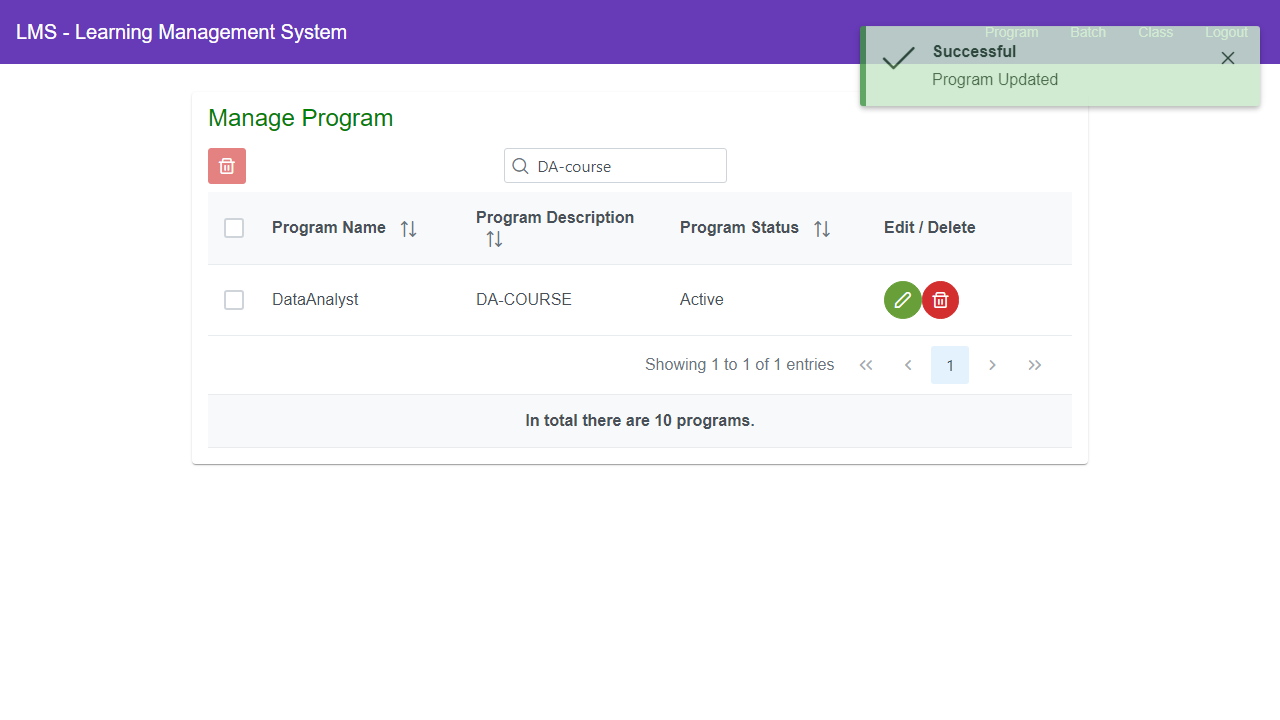 LMS - Learning Management System
Program Batch Class Logout
Successful
Program Updated
Manage Program
DA-course
Program Name Program Description Program Status Edit / Delete
DataAnalyst DA-COURSE Active
Showing 1 to 1 of 1 entries 1
In total there are 10 programs.